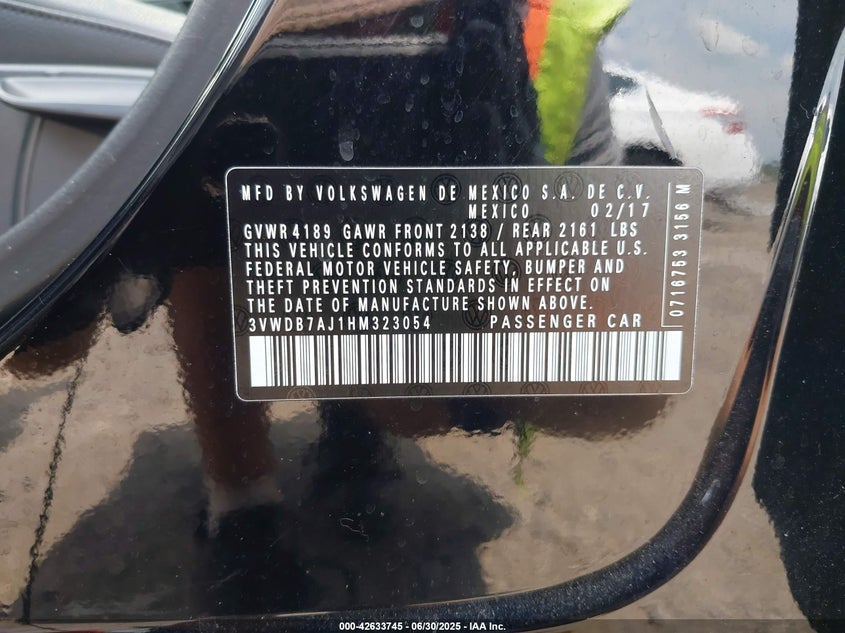 MFD BY VOLKSWAGEN DE MEXICO S.A. DE C.V.
MEXICO 02/17
GVWR 4189 GAWR FRONT 2138 / REAR 2161 LBS
THIS VEHICLE CONFORMS TO ALL APPLICABLE U.S.
FEDERAL MOTOR VEHICLE SAFETY, BUMPER AND
THEFT PREVENTION STANDARDS IN EFFECT ON
THE DATE OF MANUFACTURE SHOWN ABOVE.
3VWDB7AJ1HM323054 PASSENGER CAR
0716753 3156 M
000-42633745 - 06/30/2025 - IAA Inc.